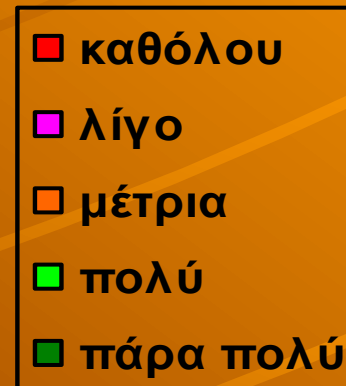 καθόλου
λίγο
μέτρια
πολύ
πάρα πολύ